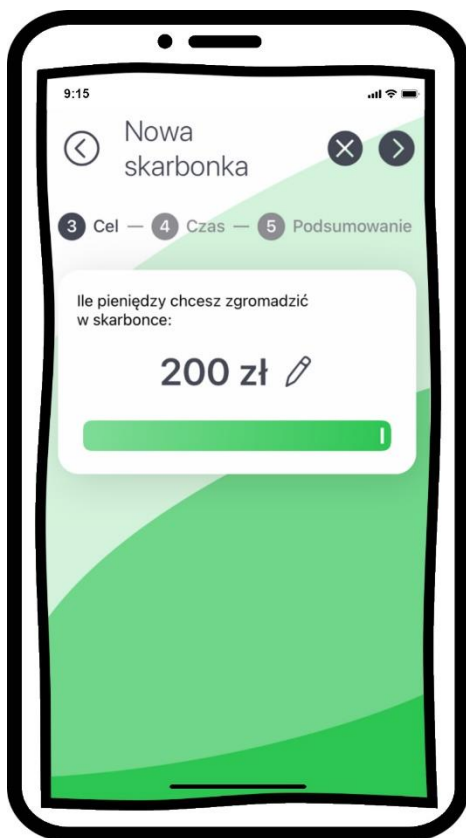 9:15
Nowa
skarbonka
3 Cel — 4 Czas — 5 Podsumowanie
Ile pieniędzy chcesz zgromadzić
w skarbonce:
200 zł